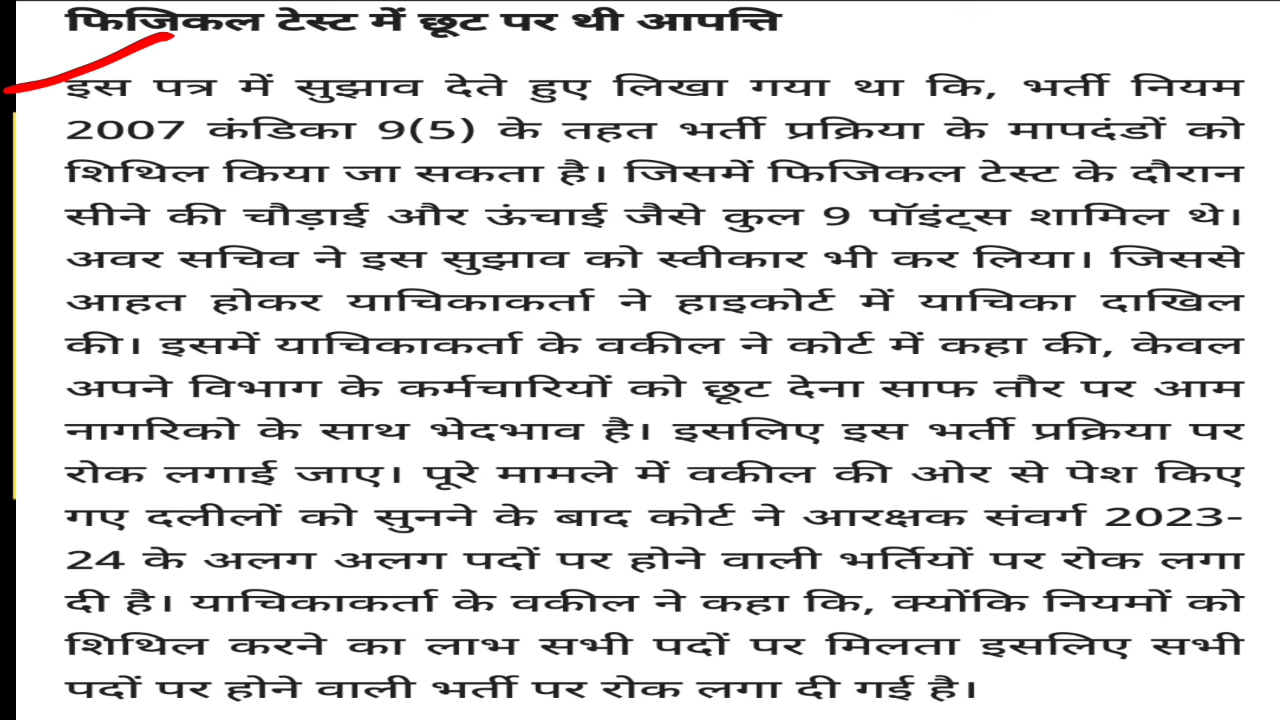 फिजिकल टेस्ट में छूट पर थी आपत्ति
इस पत्र में सुझाव देते हुए लिखा गया था कि, भर्ती नियम
2007 कंडिका 9(5) के तहत भर्ती प्रक्रिया के मापदंडों को
शिथिल किया जा सकता है। जिसमें फिजिकल टेस्ट के दौरान
सीने की चौड़ाई और ऊंचाई जैसे कुल 9 पॉइंट्स शामिल थे।
अवर सचिव ने इस सुझाव को स्वीकार भी कर लिया। जिससे
आहत होकर याचिकाकर्ता ने हाइकोर्ट में याचिका दाखिल
की। इसमें याचिकाकर्ता के वकील ने कोर्ट में कहा की, केवल
अपने विभाग के कर्मचारियों को छूट देना साफ तौर पर आम
नागरिको के साथ भेदभाव है। इसलिए इस भर्ती प्रक्रिया पर
रोक लगाई जाए। पूरे मामले में वकील की ओर से पेश किए
गए दलीलों को सुनने के बाद कोर्ट ने आरक्षक संवर्ग 2023-
24 के अलग अलग पदों पर होने वाली भर्तियों पर रोक लगा
दी है। याचिकाकर्ता के वकील ने कहा कि, क्योंकि नियमों को
शिथिल करने का लाभ सभी पदों पर मिलता इसलिए सभी
पदों पर होने वाली भर्ती पर रोक लगा दी गई है।